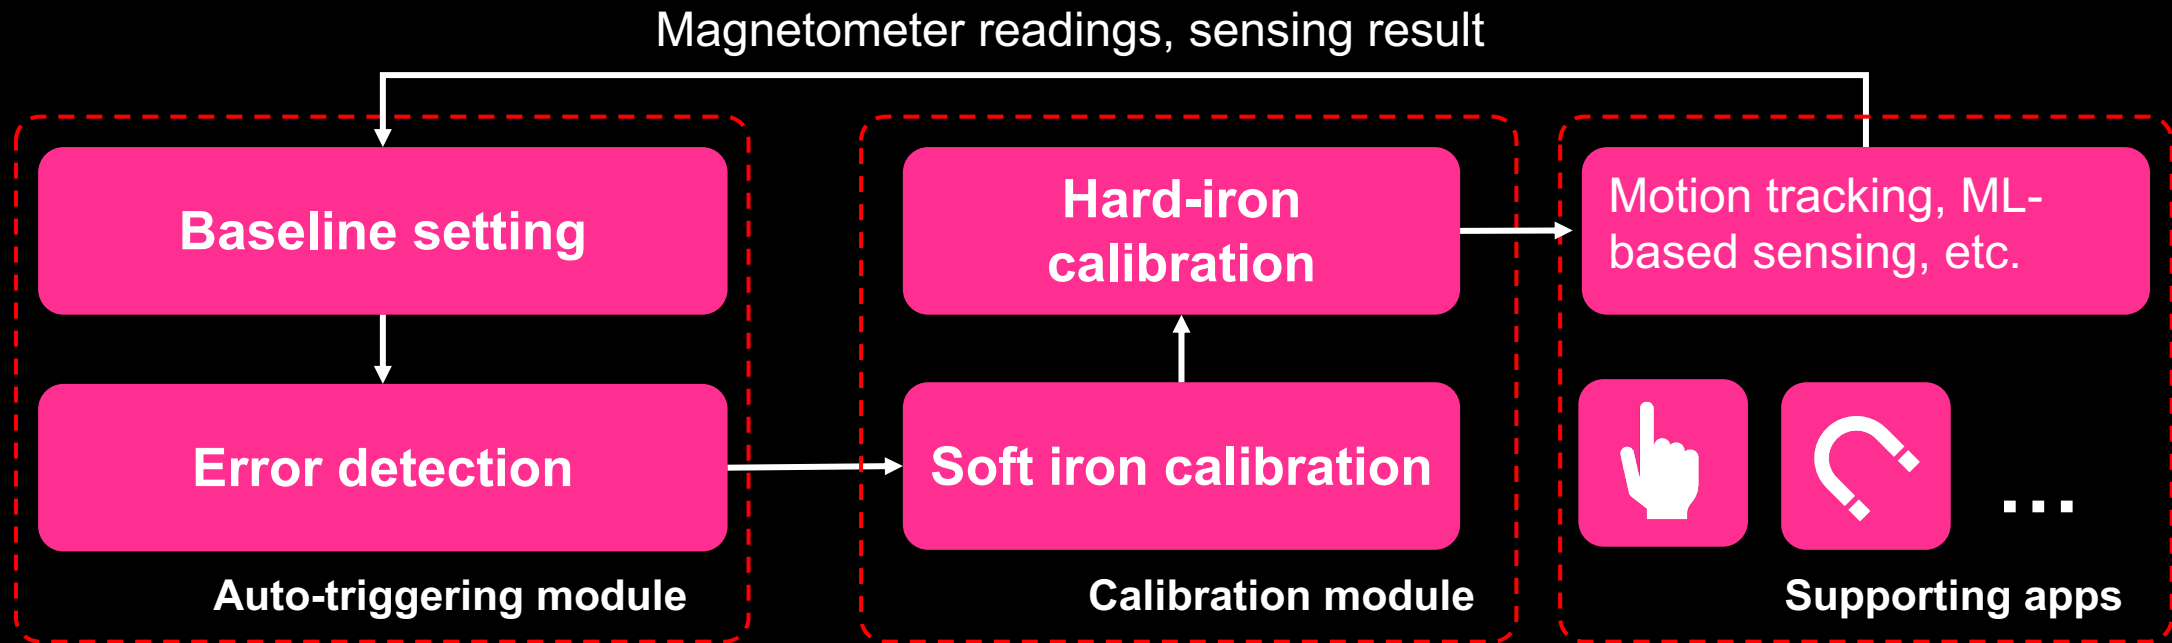 Magnetometer readings, sensing result
Baseline setting
Error detection
Auto-triggering module
Hard-iron
calibration
Soft iron calibration
Calibration module
Motion tracking, ML-
based sensing, etc.
...
Supporting apps